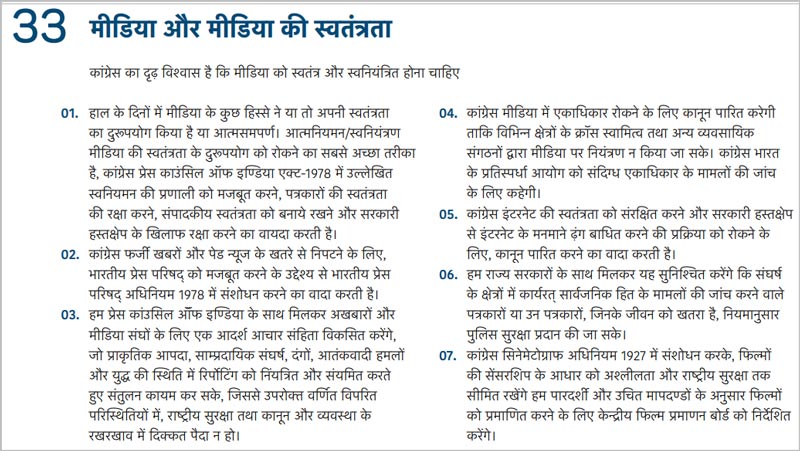 33 मीडिया और मीडिया की स्वतंत्रता
कांग्रेस का दृढ़ विश्वास है कि मीडिया को स्वतंत्र और स्वनियंत्रित होना चाहिए
01. हाल के दिनों में मीडिया के कुछ हिस्से ने या तो अपनी स्वतंत्रता
का दुरूपयोग किया है या आत्मसमपर्ण। आत्मनियमन/स्वनियंत्रण
मीडिया की स्वतंत्रता के दुरूपयोग को रोकने का सबसे अच्छा तरीका
है, कांग्रेस प्रेस काउंसिल ऑफ इण्डिया एक्ट-1978 में उल्लेखित
स्वनियमन की प्रणाली को मजबूत करने, पत्रकारों की स्वतंत्रता
की रक्षा करने, संपादकीय स्वतंत्रता को बनाये रखने और सरकारी
हस्तक्षेप के खिलाफ रक्षा करने का वायदा करती है।
02. कांग्रेस फर्जी खबरों और पेड न्यूज के खतरे से निपटने के लिए,
भारतीय प्रेस परिषद् को मजबूत करने के उद्देश्य से भारतीय प्रेस
परिषद् अधिनियम 1978 में संशोधन करने का वादा करती है।
03. हम प्रेस कांउसिल ऑफ इण्डिया के साथ मिलकर अखबारों और
मीडिया संघों के लिए एक आदर्श आचार संहिता विकसित करेंगे,
जो प्राकृतिक आपदा, साम्प्रदायिक संघर्ष, दंगों, आतंकवादी हमलों
और युद्ध की स्थिति में रिर्पोटिंग को निंयत्रित और संयमित करते
हुए संतुलन कायम कर सके, जिससे उपरोक्त वर्णित विपरित
परिस्थितियों में, राष्ट्रीय सुरक्षा तथा कानून और व्यवस्था के
रखरखाव में दिक्कत पैदा न हो।
04. कांग्रेस मीडिया में एकाधिकार रोकने के लिए कानून पारित करेगी
ताकि विभिन्न क्षेत्रों के क्रॉस स्वामित्व तथा अन्य व्यवसायिक
संगठनों द्वारा मीडिया पर नियंत्रण न किया जा सके। कांग्रेस भारत
के प्रतिस्पर्धा आयोग को संदिग्ध एकाधिकार के मामलों की जांच
के लिए कहेगी।
05. कांग्रेस इंटरनेट की स्वतंत्रता को संरक्षित करने और सरकारी हस्तक्षेप
से इंटरनेट के मनमाने ढ़ंग बाधित करने की प्रक्रिया को रोकने के
लिए, कानून पारित करने का वादा करती है।
06. हम राज्य सरकारों के साथ मिलकर यह सुनिश्चित करेंगे कि संघर्ष
के क्षेत्रों में कार्यरत् सार्वजनिक हित के मामलों की जांच करने वाले
पत्रकारों या उन पत्रकारों, जिनके जीवन को खतरा है, नियमानुसार
पुलिस सुरक्षा प्रदान की जा सके।
07. कांग्रेस सिनेमेटोग्राफ अधिनियम 1927 में संशोधन करके, फिल्मों
की सेंसरशिप के आधार को अश्लीलता और राष्ट्रीय सुरक्षा तक
सीमित रखेंगे हम पारदर्शी और उचित मापदण्डों के अनुसार फिल्मों
को प्रमाणित करने के लिए केन्द्रीय फिल्म प्रमाणन बोर्ड को निर्देशित
करेंगे।